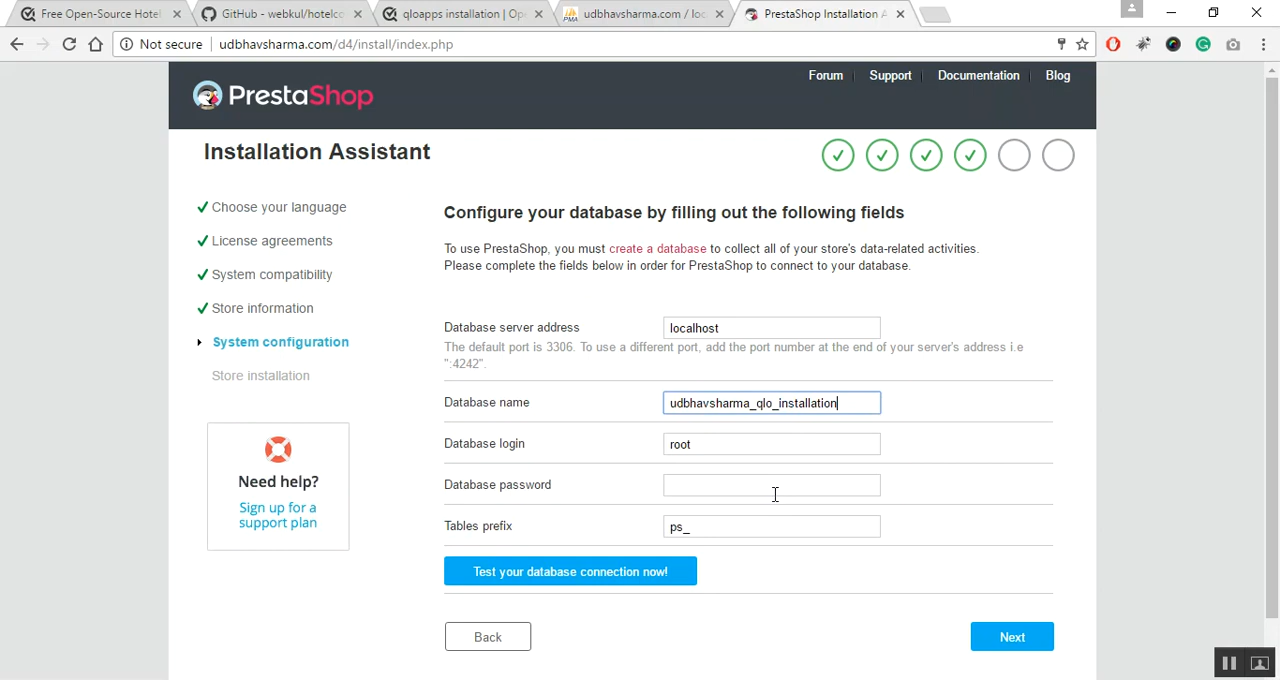 Free Open-Source Hotel
GitHub - webkul/hotelco
qloapps installation | Ope
udbhavsharma.com / loc
PrestaShop Installation A
Not secure
udbhavsharma.com/d4/install/index.php
PrestaShop
Forum
Support
Documentation
Blog
Installation Assistant
Choose your language
License agreements
System compatibility
Store information
System configuration
Store installation
Need help?
Sign up for a
support plan
Configure your database by filling out the following fields
To use PrestaShop, you must create a database to collect all of your store's data-related activities.
Please complete the fields below in order for PrestaShop to connect to your database.
Database server address
localhost
The default port is 3306. To use a different port, add the port number at the end of your server's address i.e
":4242".
Database name
udbhavsharma_qlo_installation
Database login
root
Database password
Tables prefix
ps_
Test your database connection now!
Back
Next